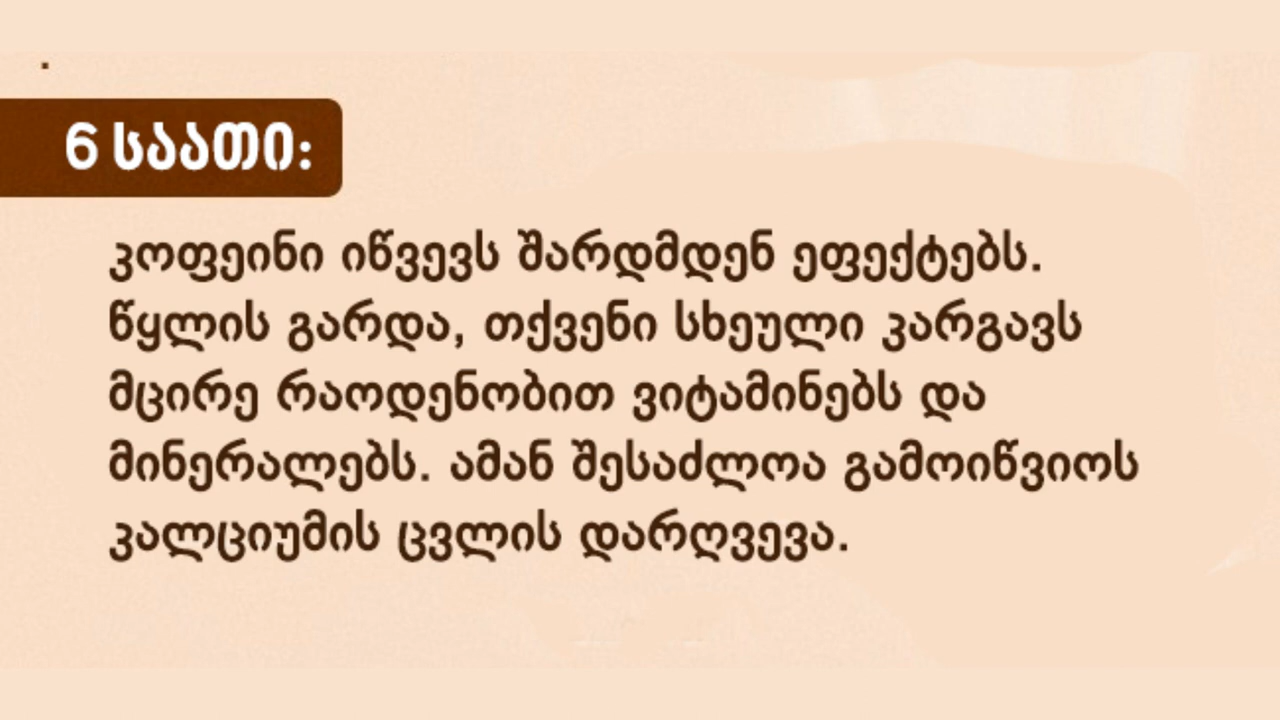 6 საათი:
კოფეინი იწვევს შარდმდენ ეფექტებს.
წყლის გარდა, თქვენი სხეული კარგავს
მცირე რაოდენობით ვიტამინებს და
მინერალებს. ამან შესაძლოა გამოიწვიოს
კალციუმის ცვლის დარღვევა.